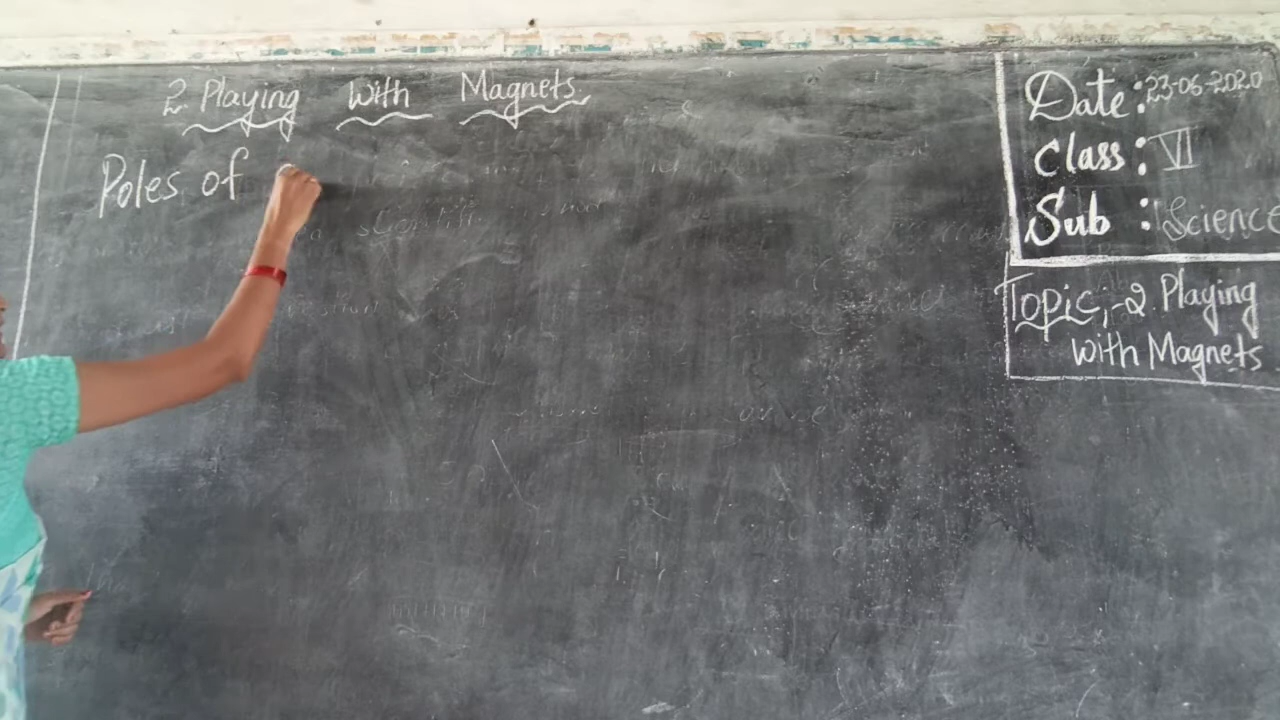 2. Playing With Magnets
Poles of
Date : 23-06-2020
Class : VI
Sub : Science
Topic ;-2. Playing
with Magnets